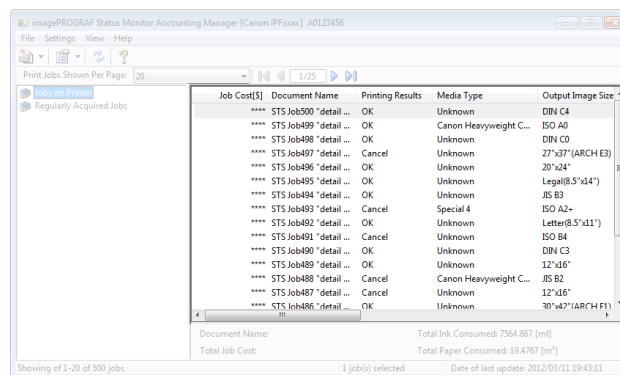 imagePROGRAF Status Monitor Accounting Manager [Canon iPFxxxx] A0123456
File Settings View Help
Print Jobs Shown Per Page: 20 1/25
Jobs on Printer
Regularly Acquired Jobs
Job Cost[$] Document Name Printing Results Media Type Output Image Size
**** STS Job500 "detail ... OK Unknown DIN C4
**** STS Job499 "detail ... OK Canon Heavyweight C... ISO A0
**** STS Job498 "detail ... OK Unknown DIN C0
**** STS Job497 "detail ... Cancel Unknown 27"x37"(ARCH E3)
**** STS Job496 "detail ... OK Unknown 20"x24"
**** STS Job495 "detail ... OK Unknown Legal(8.5"x14")
**** STS Job494 "detail ... OK Unknown JIS B3
**** STS Job493 "detail ... Cancel Special 4 ISO A2+
**** STS Job492 "detail ... OK Unknown Letter(8.5"x11")
**** STS Job491 "detail ... Cancel Unknown ISO B4
**** STS Job490 "detail ... OK Unknown DIN C3
**** STS Job489 "detail ... OK Unknown 12"x16"
**** STS Job488 "detail ... Cancel Canon Heavyweight C... JIS B2
**** STS Job487 "detail ... Cancel Unknown 12"x16"
**** STS Job486 "detail ... OK Unknown 30"x42"(ARCH E1)
Document Name: Total Ink Consumed: 7564.867 [ml]
Total Job Cost: Total Paper Consumed: 19.4767 [m²]
Showing of 1-20 of 500 jobs 1 job(s) selected Date of last update: 2012/03/11 19:43:11